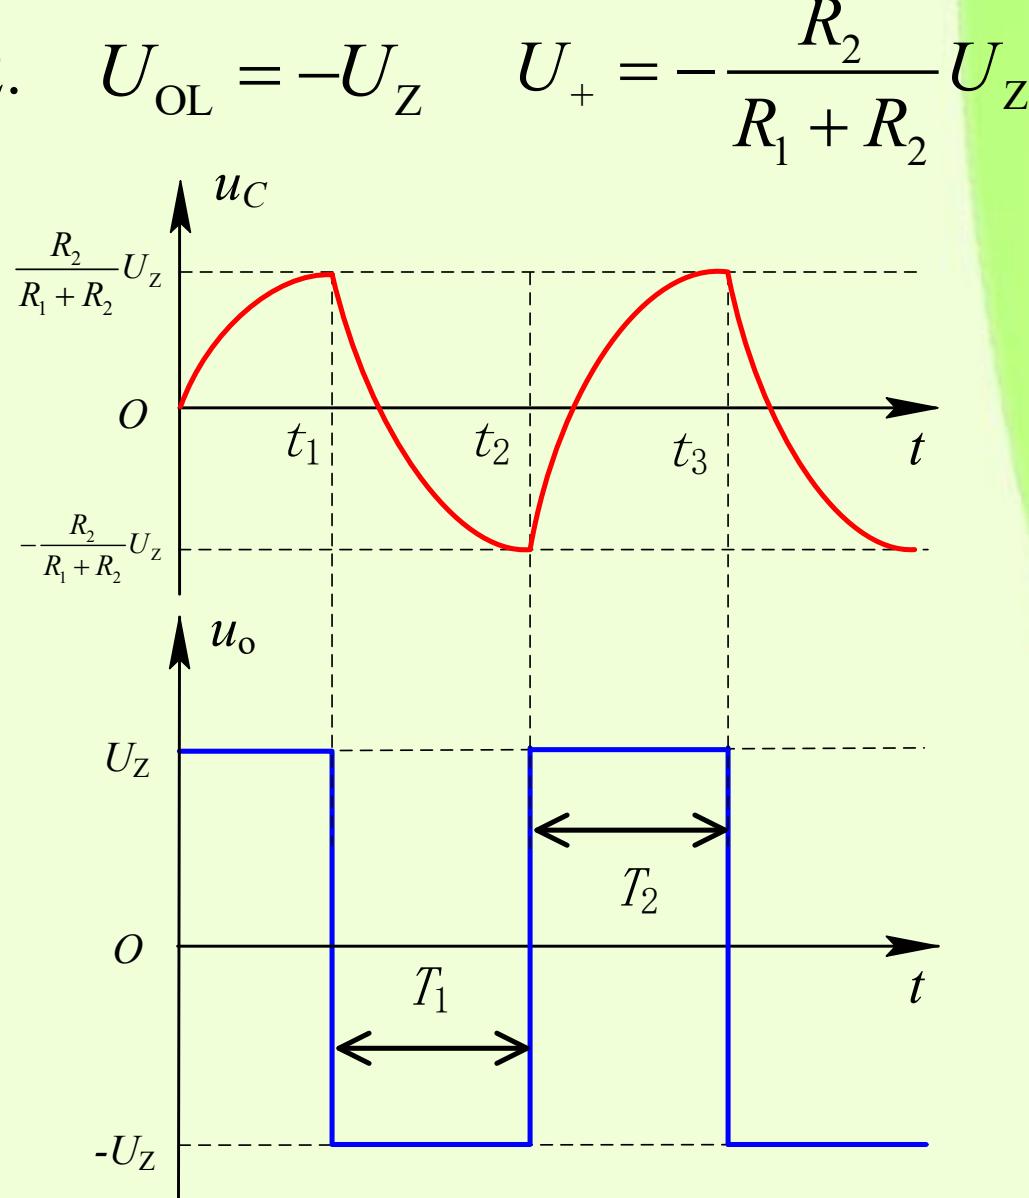 . U_OL = −U_Z U_+ = − R_2 / (R_1 + R_2) U_Z
u_C
R_2 / (R_1 + R_2) U_Z
O
t_1 t_2 t_3 t
− R_2 / (R_1 + R_2) U_Z
u_o
U_Z
T_2
O
T_1 t
-U_Z